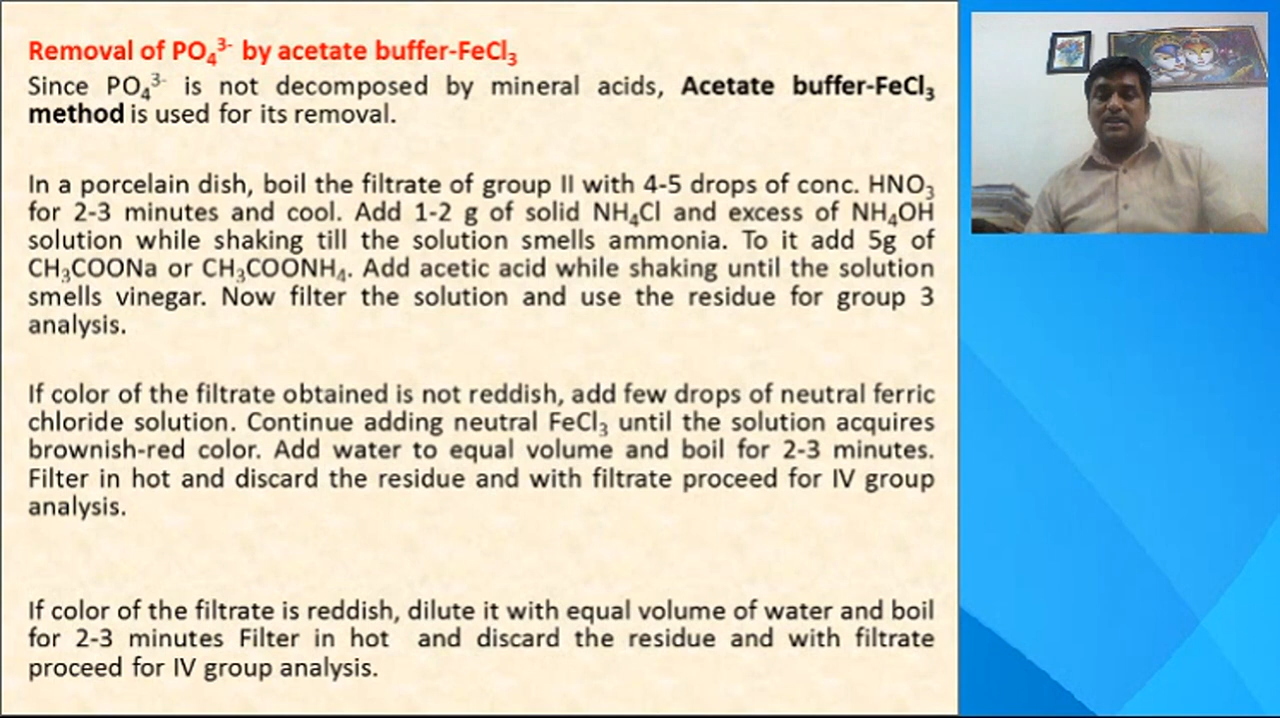 Removal of PO₄³⁻ by acetate buffer-FeCl₃
Since PO₄³⁻ is not decomposed by mineral acids, Acetate buffer-FeCl₃
method is used for its removal.
In a porcelain dish, boil the filtrate of group II with 4-5 drops of conc. HNO₃
for 2-3 minutes and cool. Add 1-2 g of solid NH₄Cl and excess of NH₄OH
solution while shaking till the solution smells ammonia. To it add 5g of
CH₃COONa or CH₃COONH₄. Add acetic acid while shaking until the solution
smells vinegar. Now filter the solution and use the residue for group 3
analysis.
If color of the filtrate obtained is not reddish, add few drops of neutral ferric
chloride solution. Continue adding neutral FeCl₃ until the solution acquires
brownish-red color. Add water to equal volume and boil for 2-3 minutes.
Filter in hot and discard the residue and with filtrate proceed for IV group
analysis.
If color of the filtrate is reddish, dilute it with equal volume of water and boil
for 2-3 minutes Filter in hot and discard the residue and with filtrate
proceed for IV group analysis.